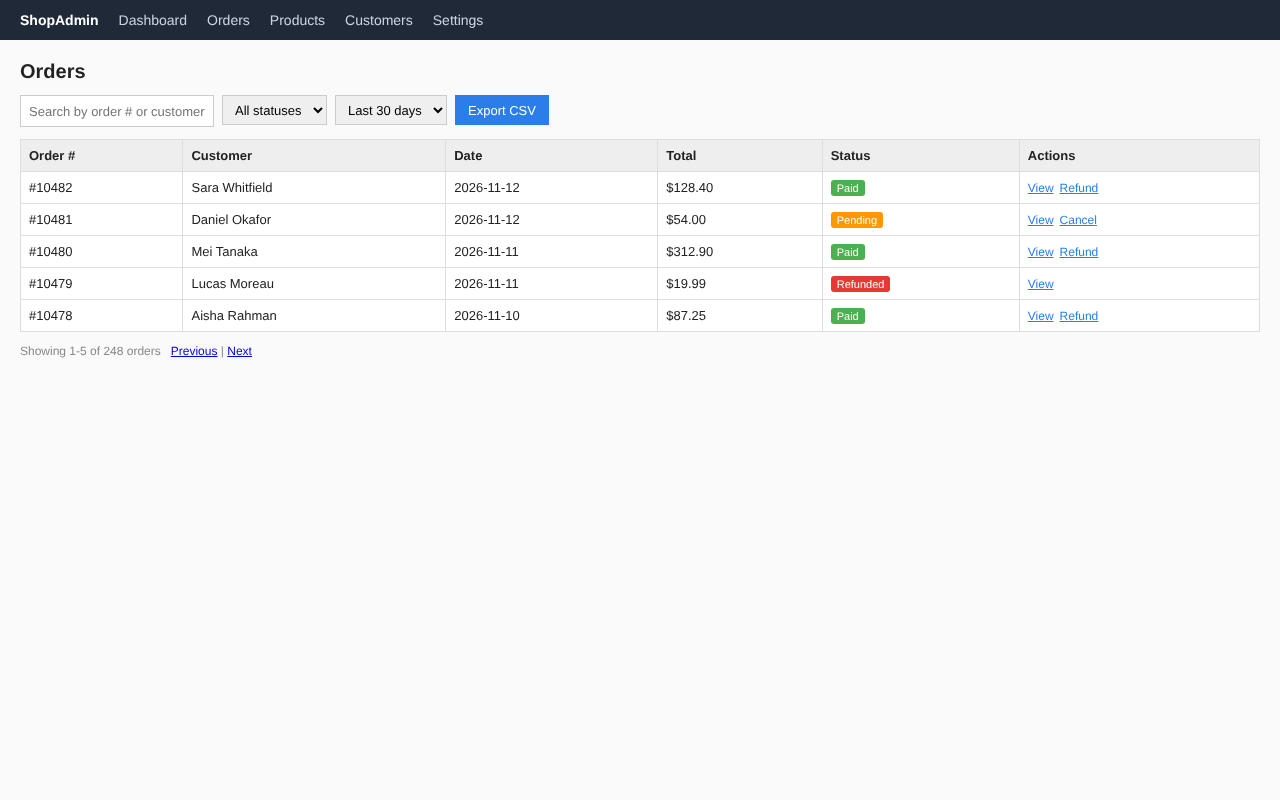 ShopAdmin Dashboard Orders Products Customers Settings
Orders
Search by order # or customer All statuses Last 30 days Export CSV
Order # Customer Date Total Status Actions
#10482 Sara Whitfield 2026-11-12 $128.40 Paid View Refund
#10481 Daniel Okafor 2026-11-12 $54.00 Pending View Cancel
#10480 Mei Tanaka 2026-11-11 $312.90 Paid View Refund
#10479 Lucas Moreau 2026-11-11 $19.99 Refunded View
#10478 Aisha Rahman 2026-11-10 $87.25 Paid View Refund
Showing 1-5 of 248 orders Previous | Next